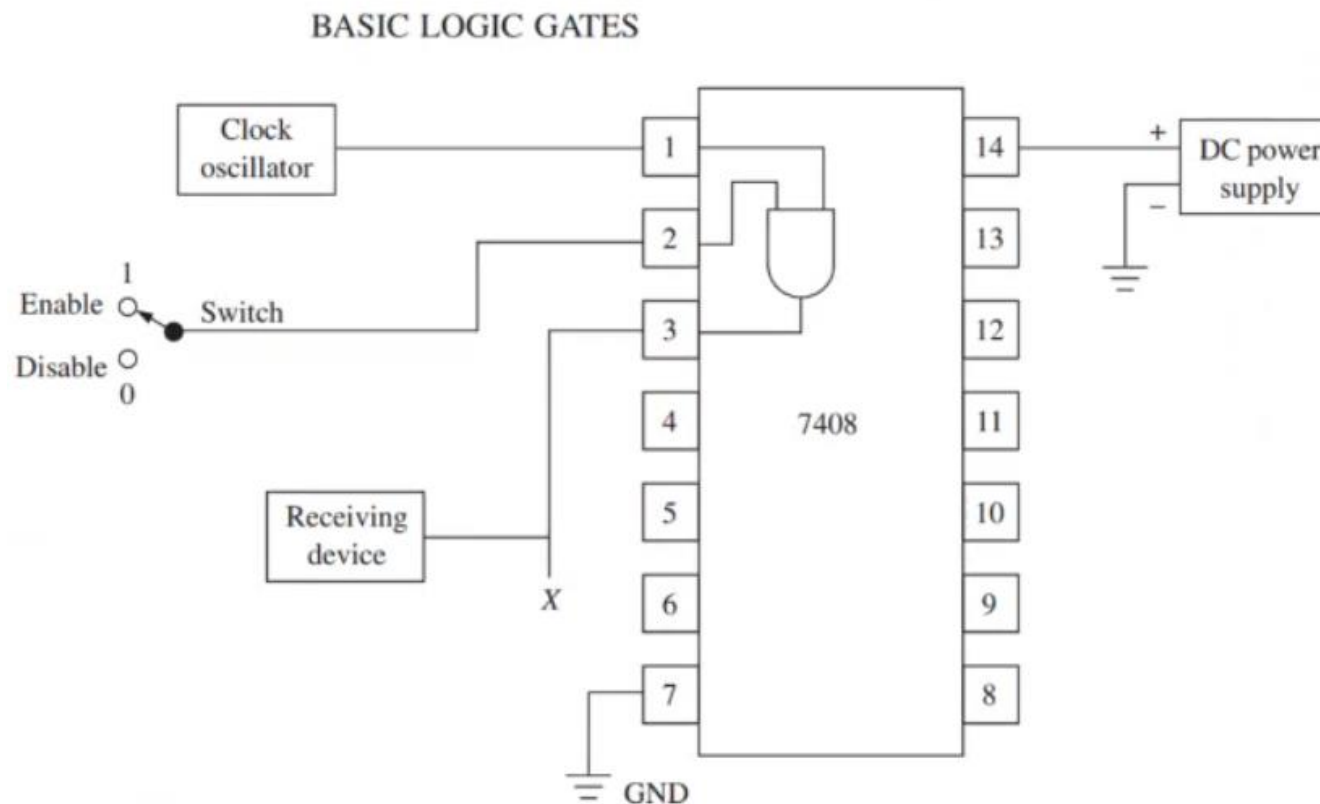 BASIC LOGIC GATES
Clock
oscillator
1
Enable
Switch
Disable
0
Receiving
device
X
1
2
3
4
5
6
7
GND
7408
14
13
12
11
10
9
8
+
−
DC power
supply